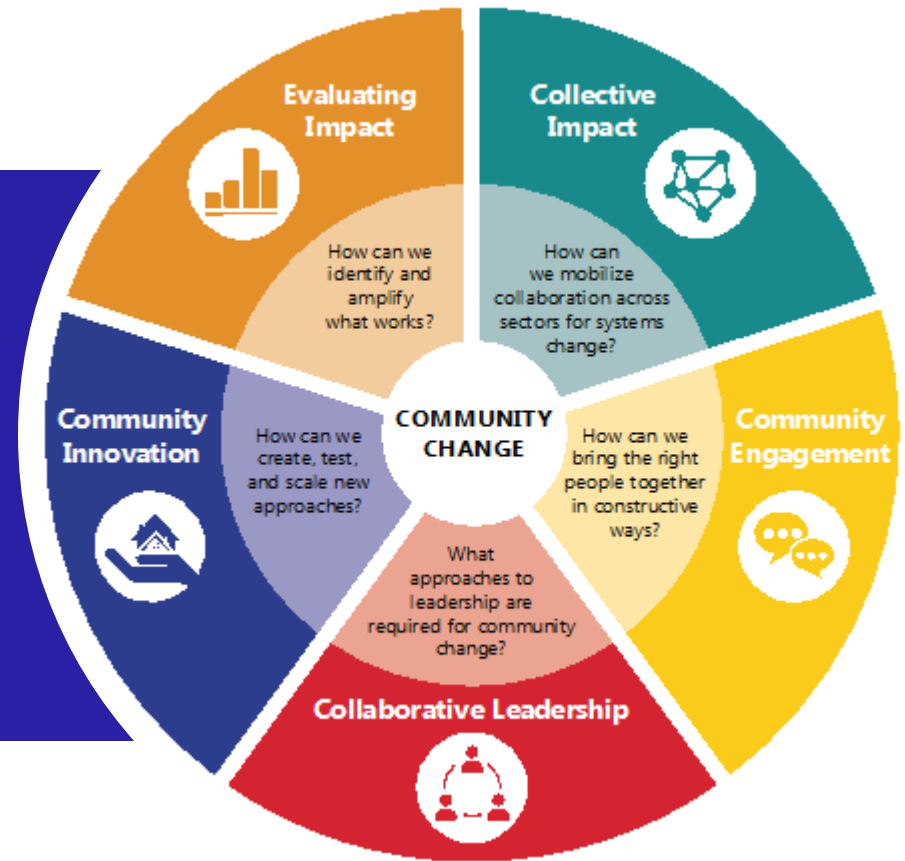 Evaluating
Impact
How can we
identify and
amplify
what works?
Collective
Impact
How can
we mobilize
collaboration across
sectors for systems
change?
Community
Innovation
How can we
create, test,
and scale new
approaches?
COMMUNITY
CHANGE
How can we
bring the right
people together
in constructive
ways?
Community
Engagement
What
approaches to
leadership are
required for community
change?
Collaborative Leadership